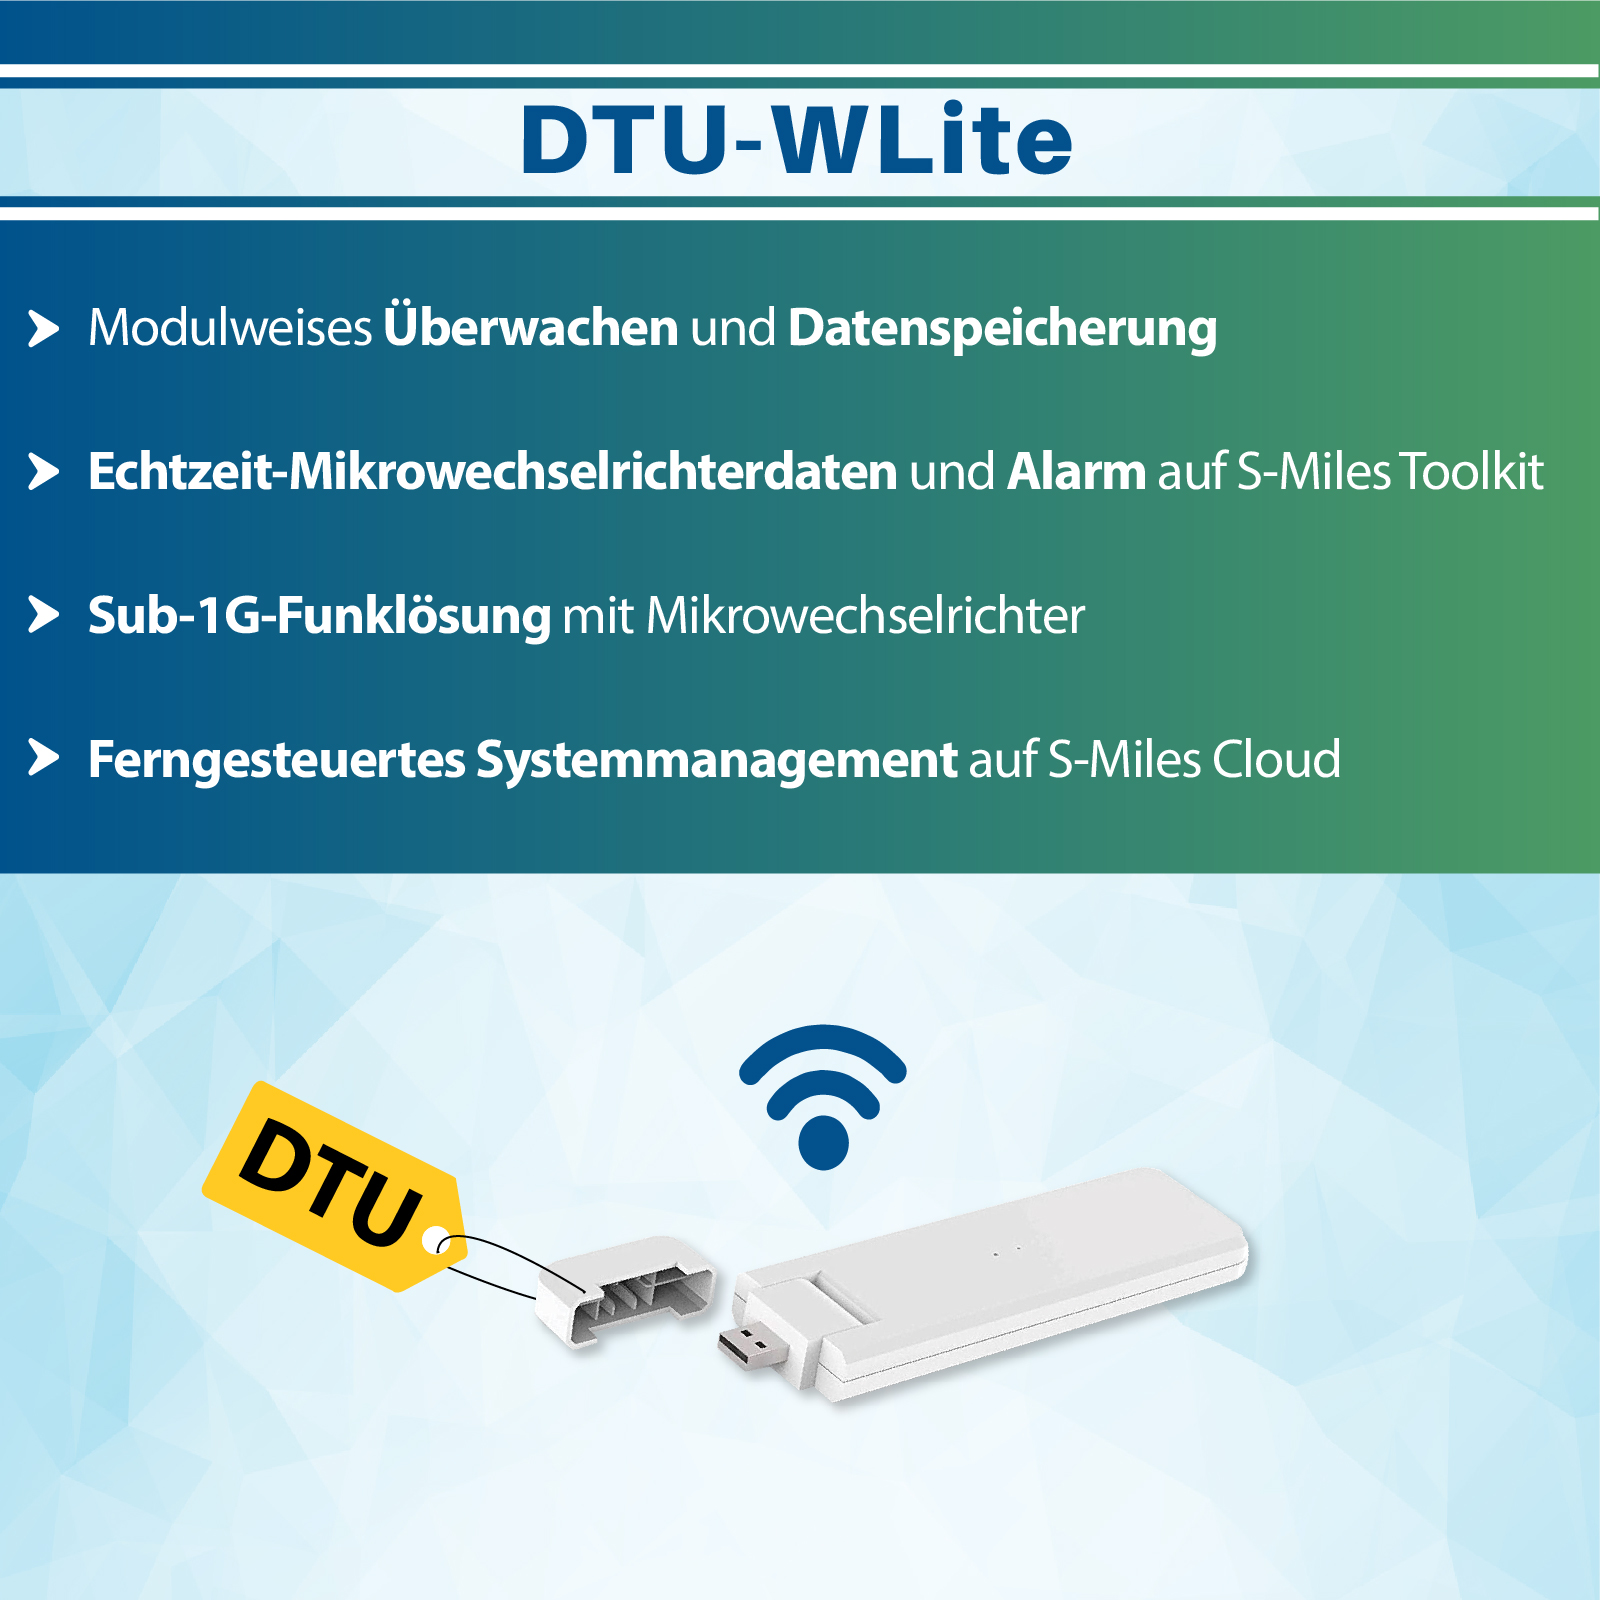 DTU-WLite
Modulweises Überwachen und Datenspeicherung
Echtzeit-Mikrowechselrichterdaten und Alarm auf S-Miles Toolkit
Sub-1G-Funklösung mit Mikrowechselrichter
Ferngesteuertes Systemmanagement auf S-Miles Cloud
DTU